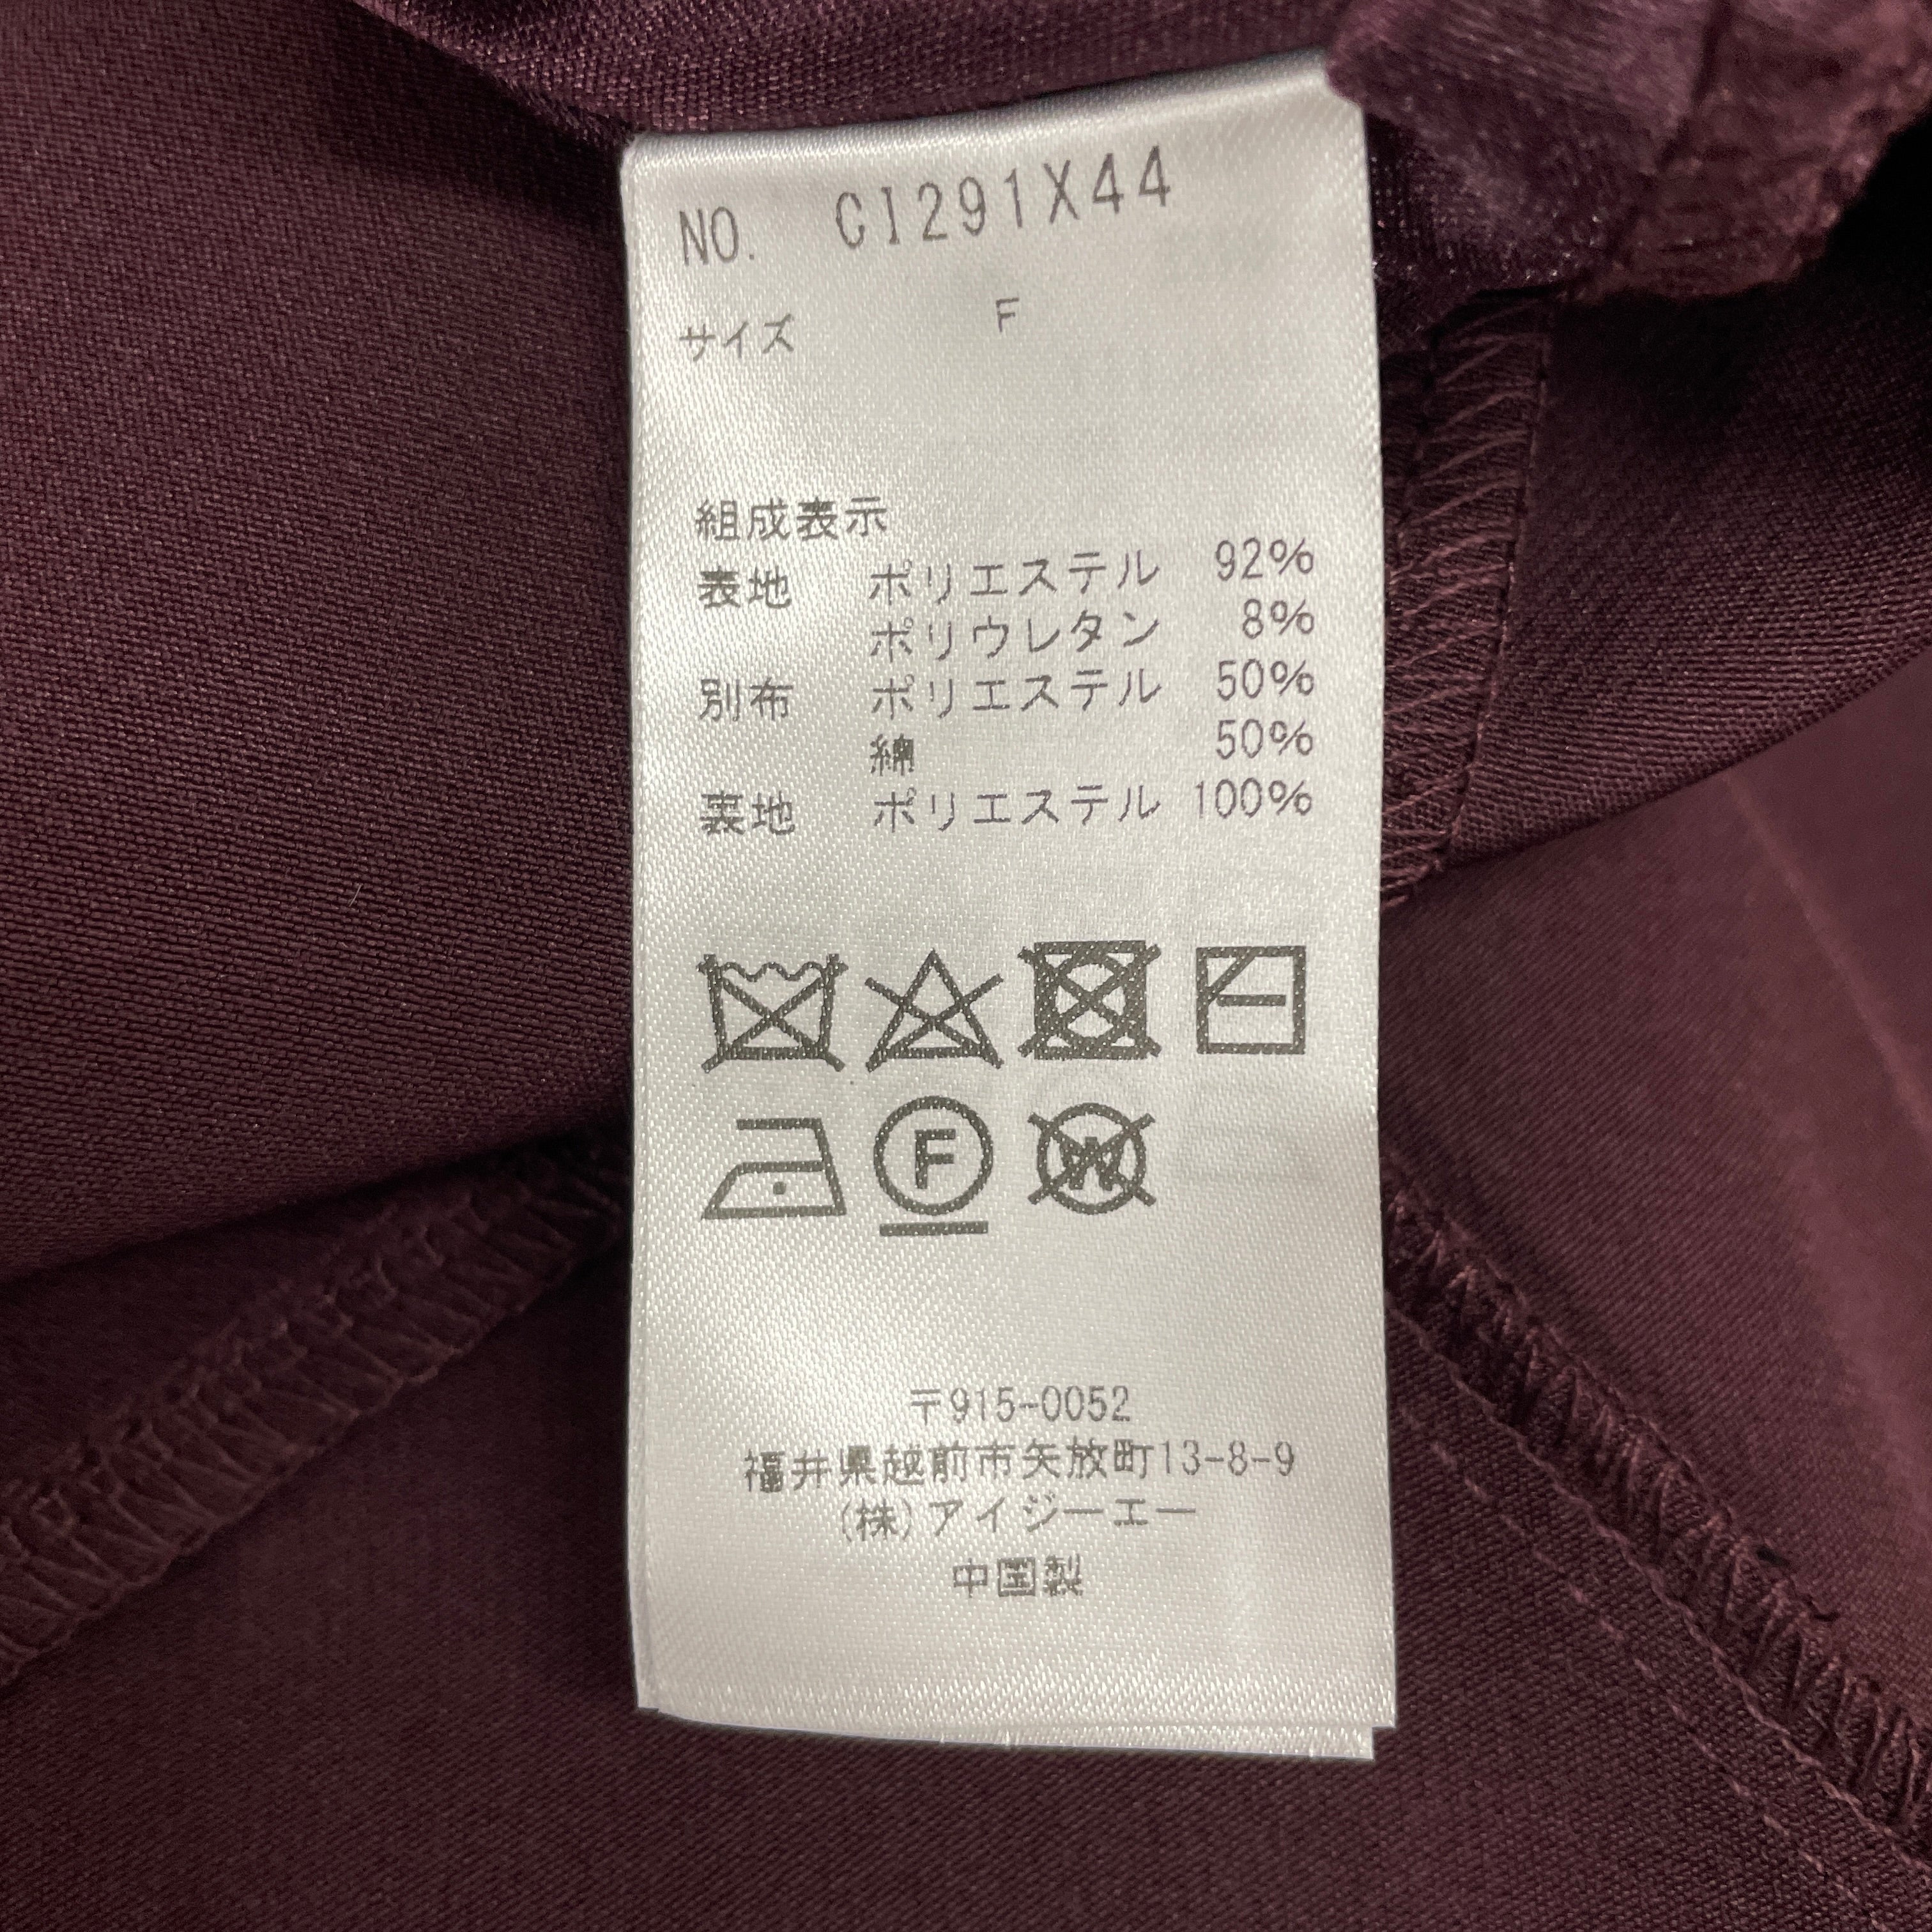 NO. CI291X44
サイズ F
組成表示
表地 ポリエステル 92%
ポリウレタン 8%
別布 ポリエステル 50%
綿 50%
裏地 ポリエステル 100%
F
W
〒915-0052
福井県越前市矢放町13-8-9
(株)アイジーエー
中国製